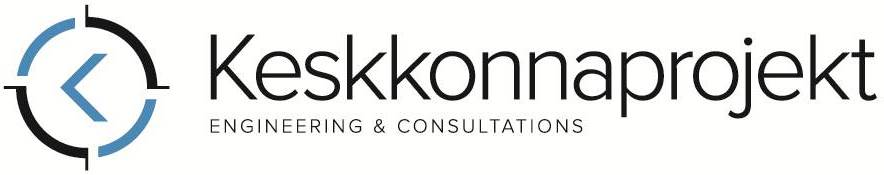 Keskkonnaprojekt
ENGINEERING & CONSULTATIONS